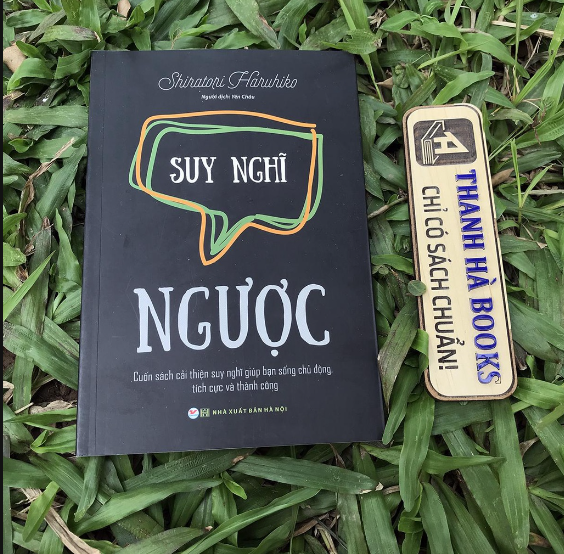 Shiratori Haruhiko
Người dịch: Yên Châu
SUY NGHĨ
NGƯỢC
Cuốn sách cải thiện suy nghĩ giúp bạn sống chủ động,
tích cực và thành công
NHÀ XUẤT BẢN HÀ NỘI
A
THANH HÀ BOOKS
CHỈ CÓ SÁCH CHUẨN!